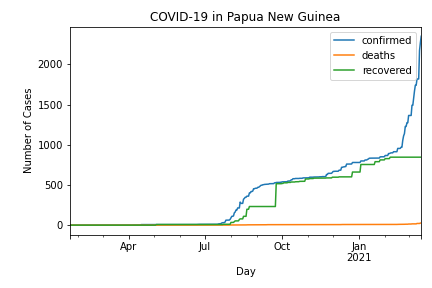 COVID-19 in Papua New Guinea
confirmed
deaths
recovered
2000
1500
1000
500
0
Number of Cases
Apr
Jul
Oct
Jan
2021
Day